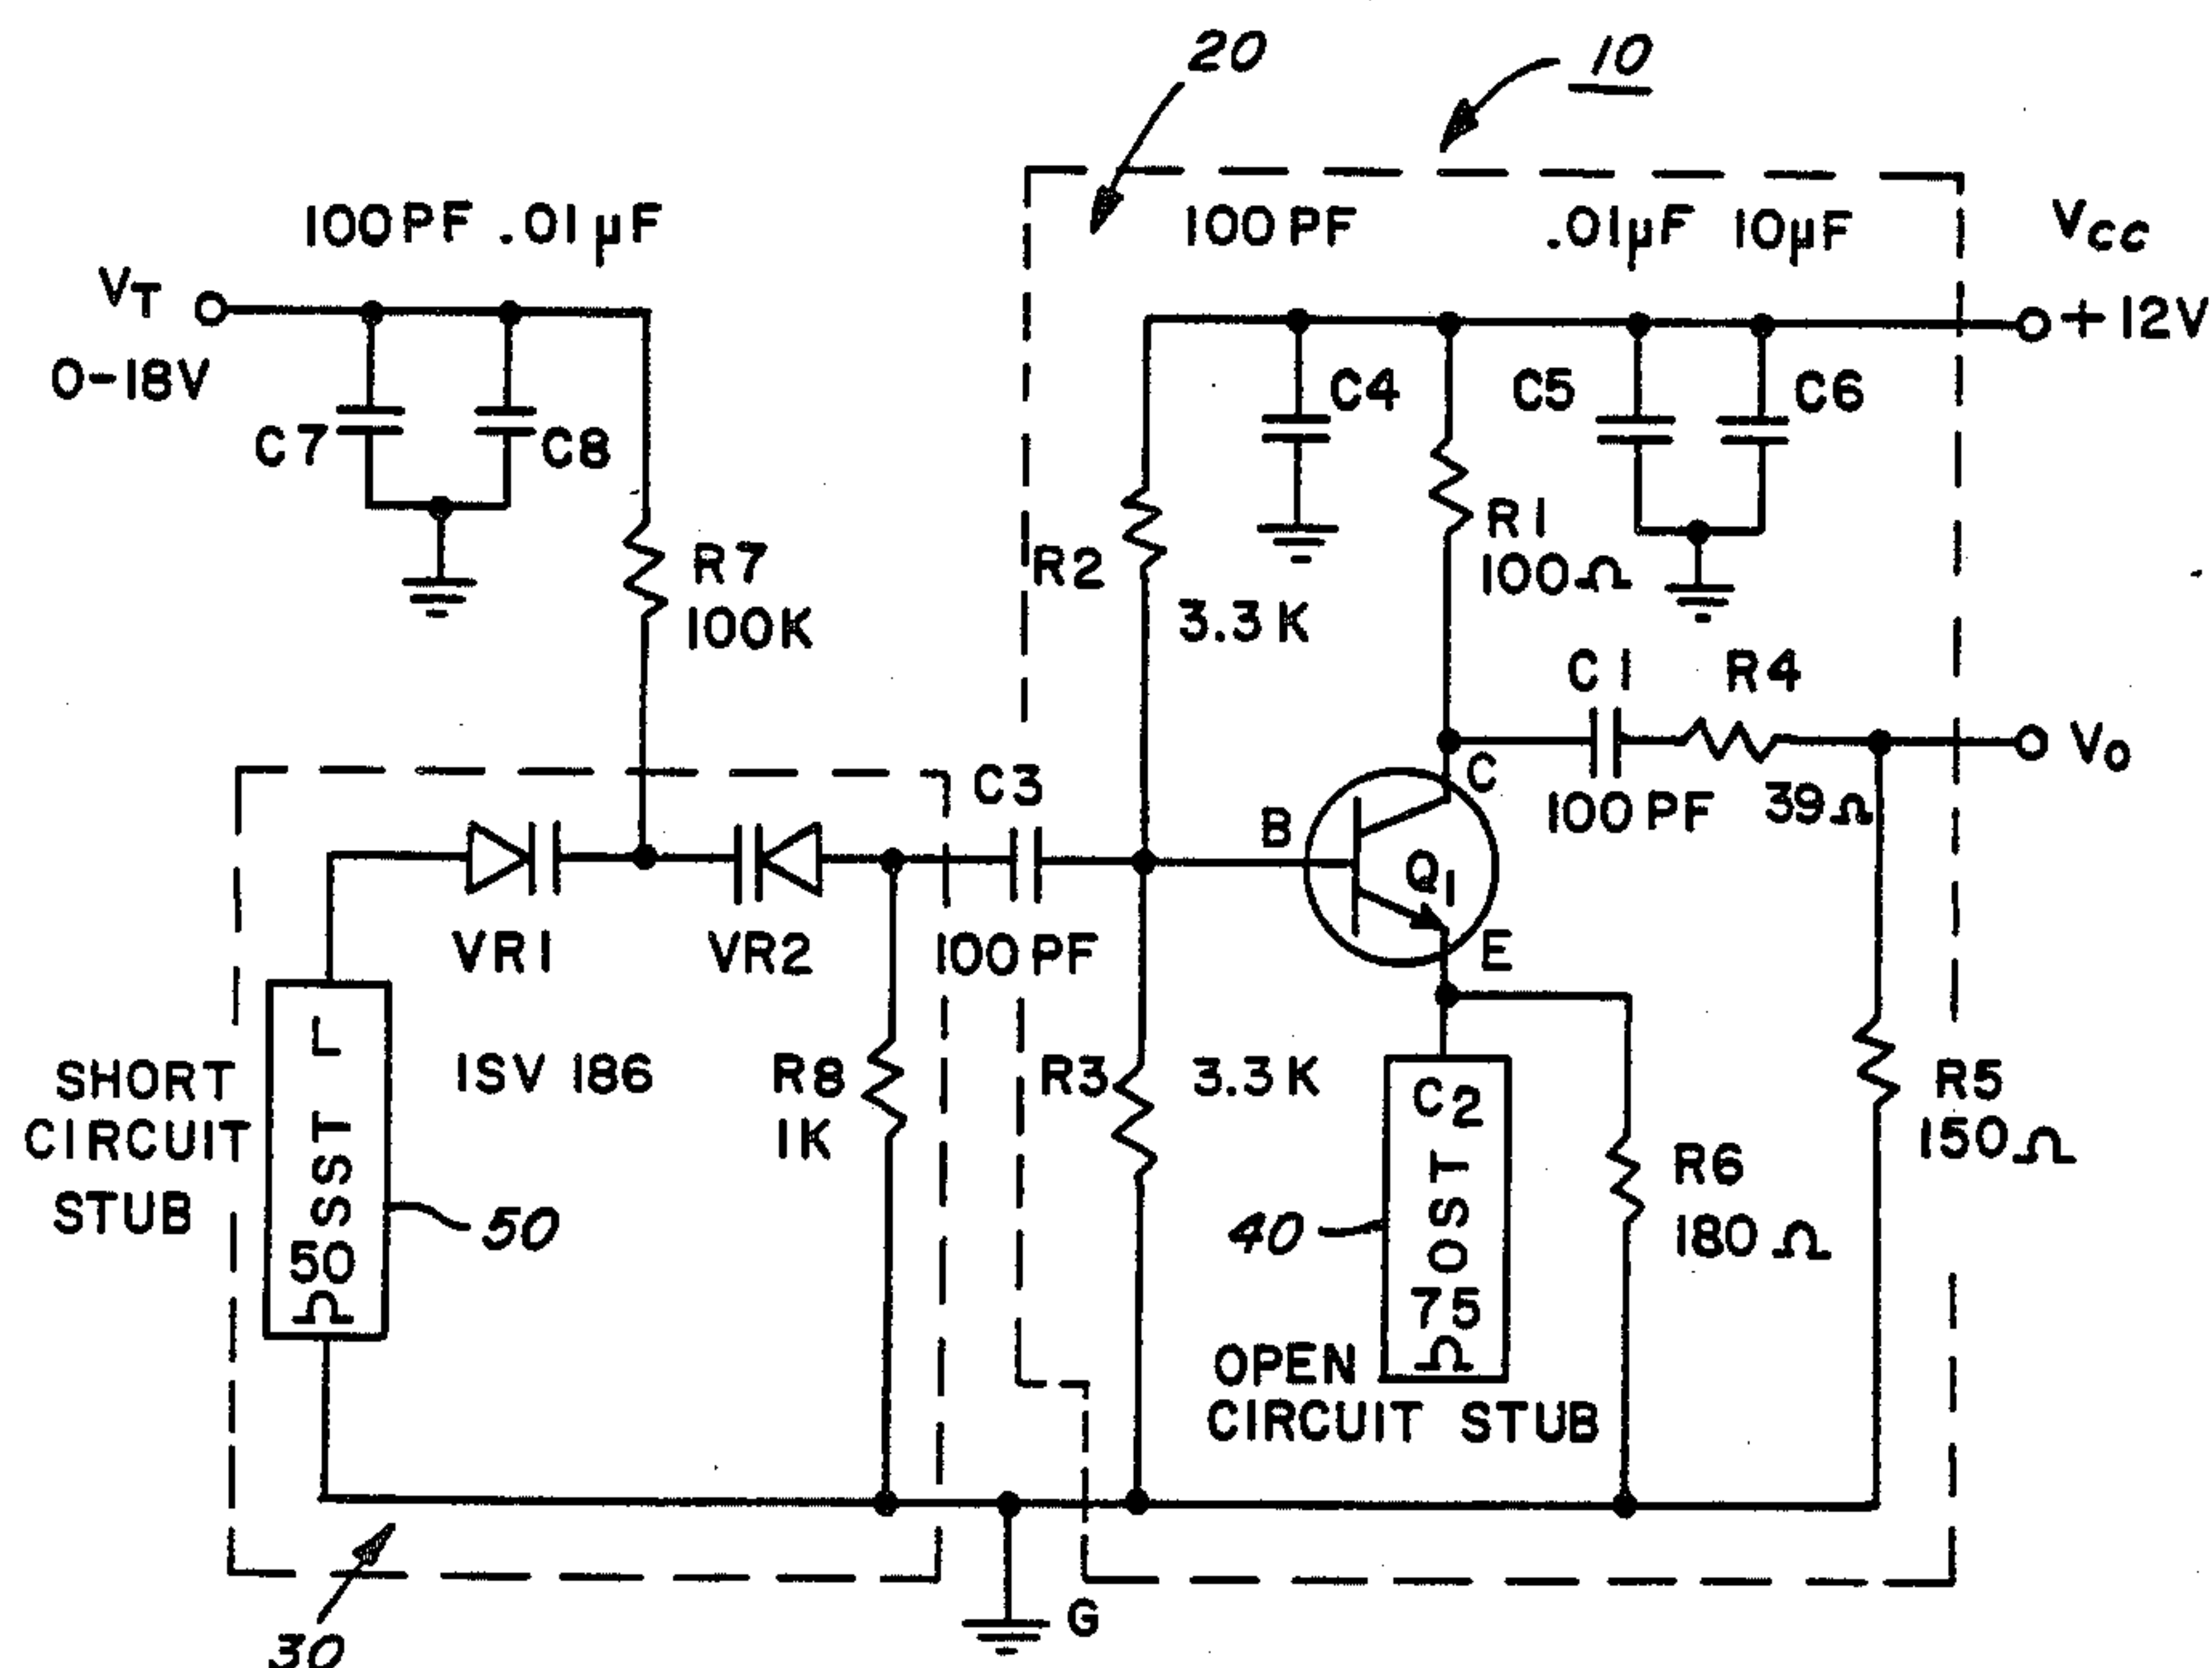 20
10
100PF .01µF
100PF
.01µF 10µF
VCC
VT
+12V
0-18V
C7
C8
C4
C5
C6
R7
100K
R2
3.3K
R1
100Ω
C1
R4
C3
C
VO
100PF
39Ω
B
Q1
E
VR1
VR2
100PF
SHORT
CIRCUIT
STUB
50Ω SST L
50
1SV 186
R8
1K
R3
3.3K
C2
OST
75Ω
40
R6
180Ω
R5
150Ω
OPEN
CIRCUIT STUB
30
G